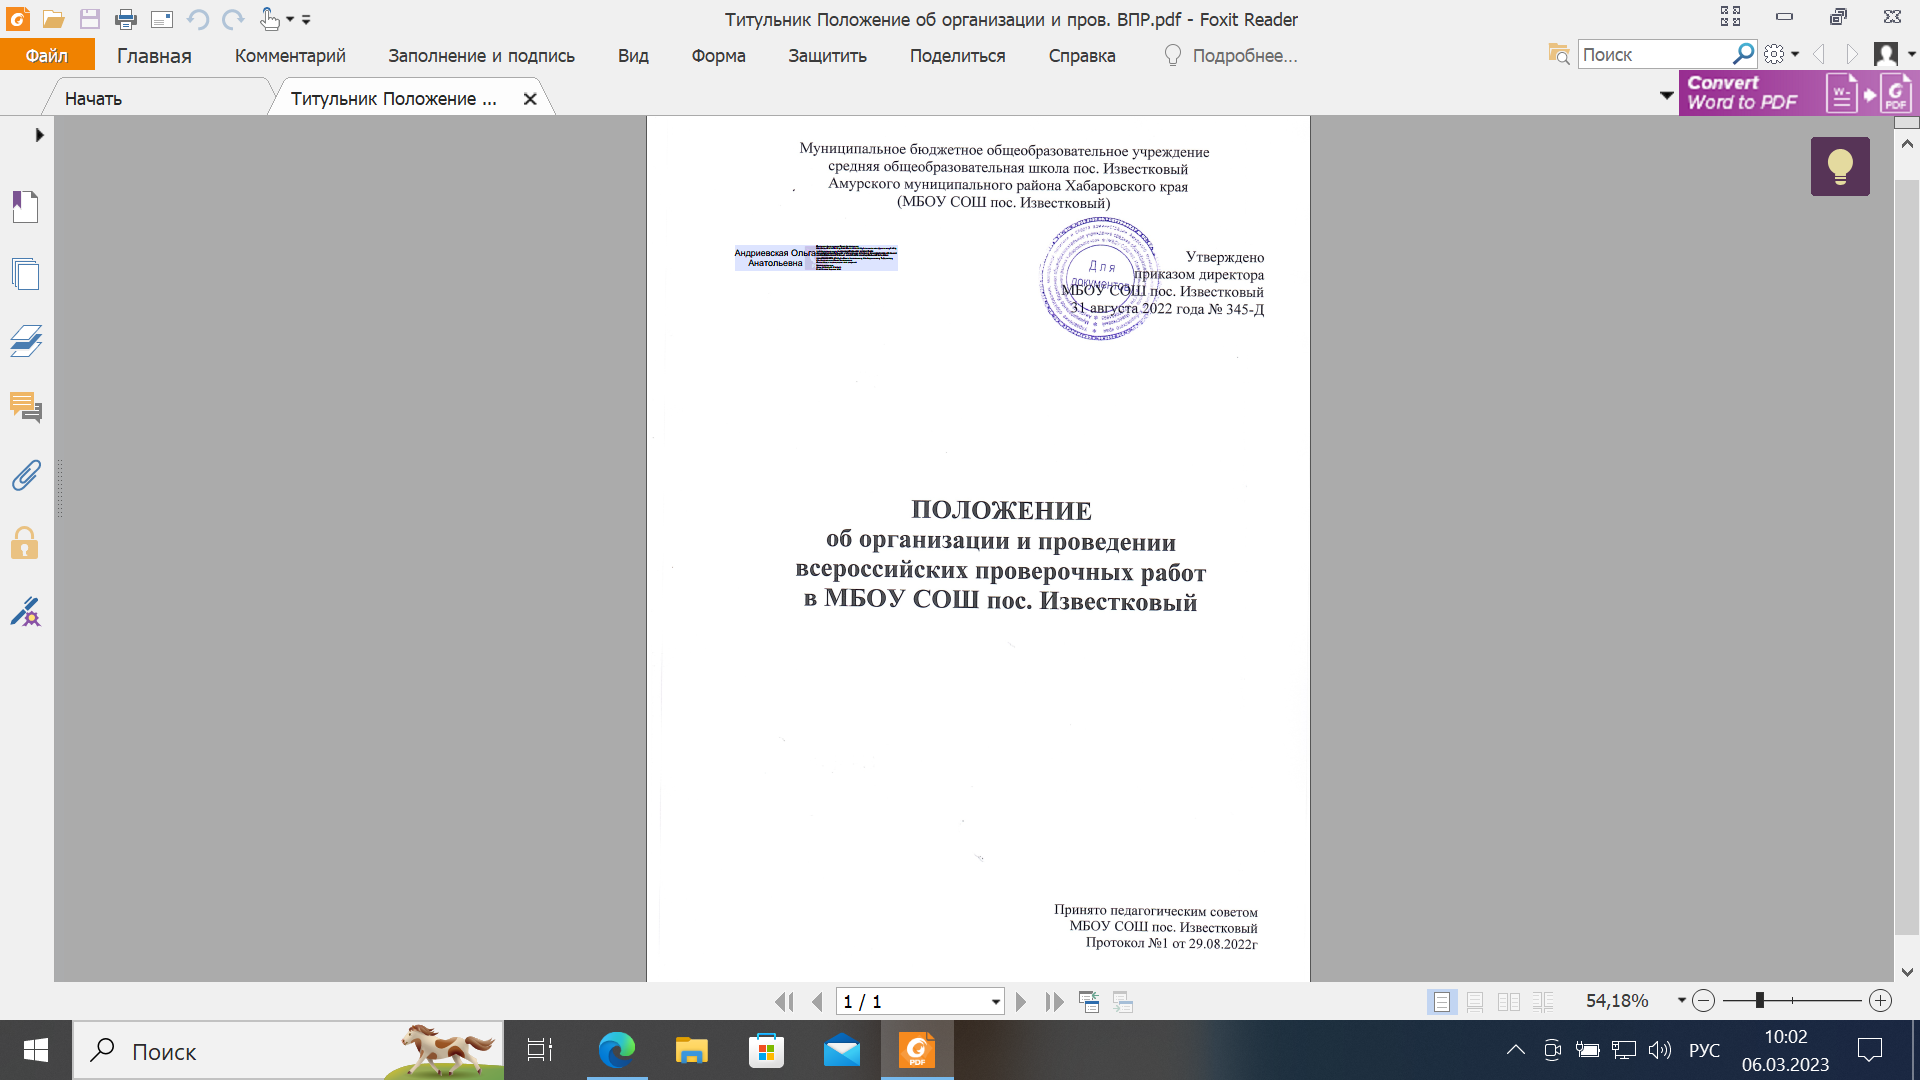 Титульник Положение об организации и пров. ВПР.pdf - Foxit Reader
Файл Главная Комментарий Заполнение и подпись Вид Форма Защитить Поделиться Справка Подробнее... Поиск
Начать Титульник Положение ...
Convert
Word to PDF
Муниципальное бюджетное общеобразовательное учреждение
средняя общеобразовательная школа пос. Известковый
Амурского муниципального района Хабаровского края
(МБОУ СОШ пос. Известковый)
Андриевская Ольга
Анатольевна
Для
документов
Утверждено
приказом директора
МБОУ СОШ пос. Известковый
31 августа 2022 года № 345-Д
ПОЛОЖЕНИЕ
об организации и проведении
всероссийских проверочных работ
в МБОУ СОШ пос. Известковый
Принято педагогическим советом
МБОУ СОШ пос. Известковый
Протокол №1 от 29.08.2022г
1 / 1
54,18%
Поиск
РУС
10:02
06.03.2023